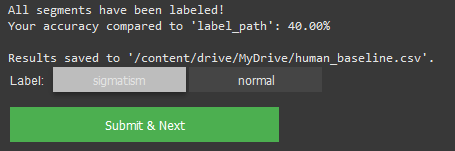 All segments have been labeled!
Your accuracy compared to 'label_path': 40.00%
Results saved to '/content/drive/MyDrive/human_baseline.csv'.
Label: sigmatism normal
Submit & Next